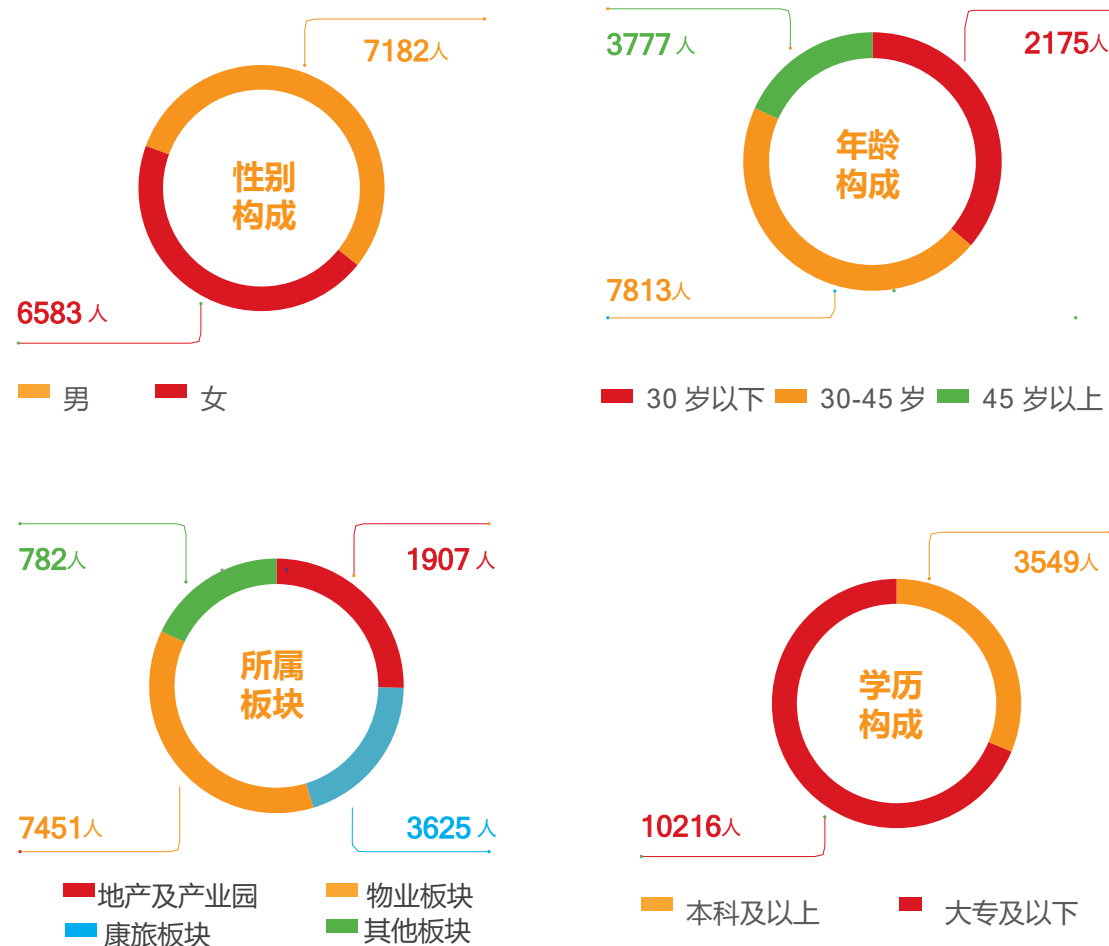 7182人
性别
构成
6583 人
男
女
3777 人
2175人
年龄
构成
7813人
30 岁以下
30-45 岁
45 岁以上
782人
1907 人
所属
板块
7451人
3625 人
地产及产业园
物业板块
康旅板块
其他板块
3549人
学历
构成
10216人
本科及以上
大专及以下